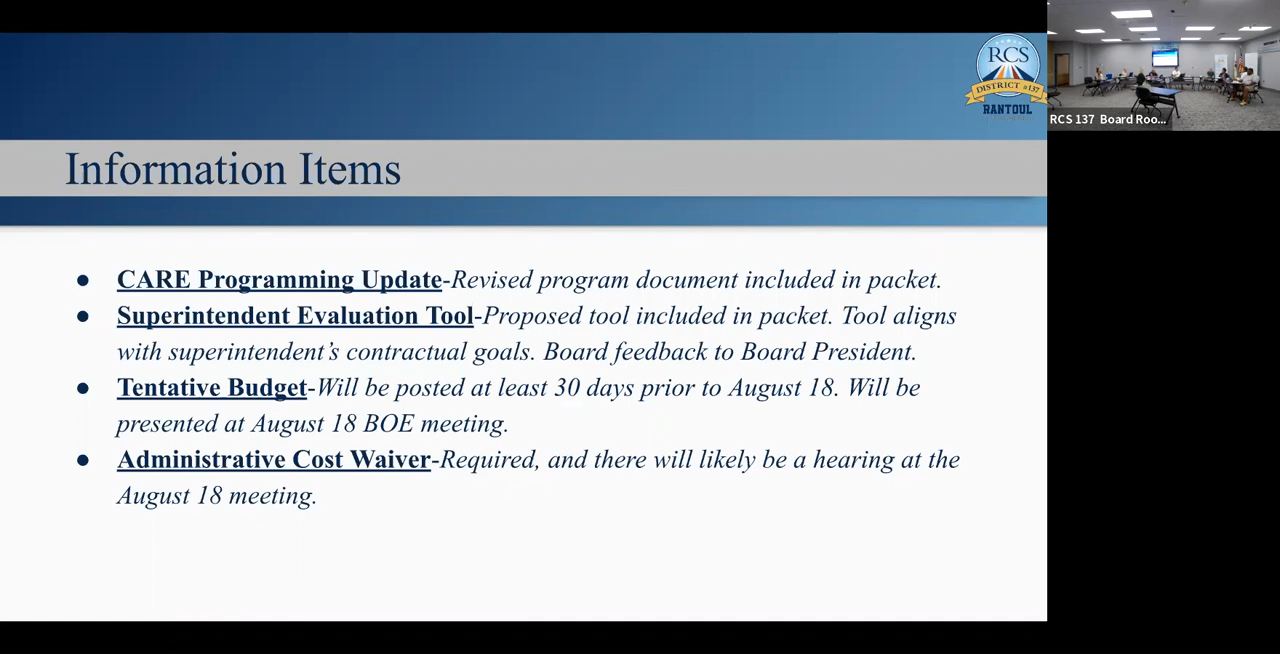 RCS
DISTRICT #137
RANTOUL
RCS 137 Board Roo...
Information Items
● CARE Programming Update-Revised program document included in packet.
● Superintendent Evaluation Tool-Proposed tool included in packet. Tool aligns
with superintendent’s contractual goals. Board feedback to Board President.
● Tentative Budget-Will be posted at least 30 days prior to August 18. Will be
presented at August 18 BOE meeting.
● Administrative Cost Waiver-Required, and there will likely be a hearing at the
August 18 meeting.